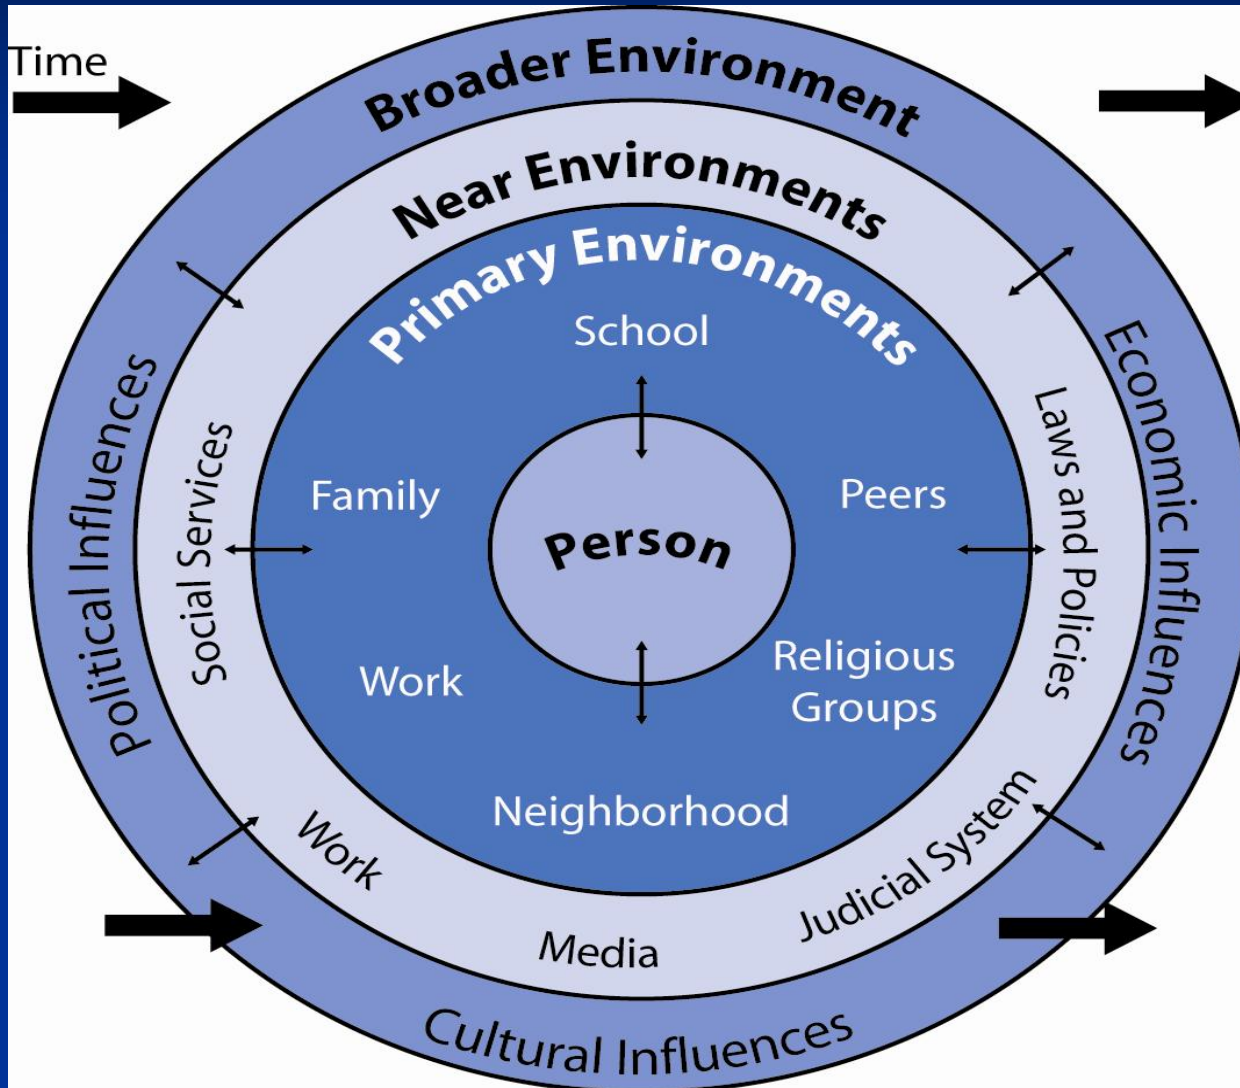 Time
Broader Environment
Near Environments
Primary Environments
School
Family
Peers
Person
Work
Religious
Groups
Neighborhood
Political Influences
Social Services
Laws and Policies
Economic Influences
Work
Media
Judicial System
Cultural Influences